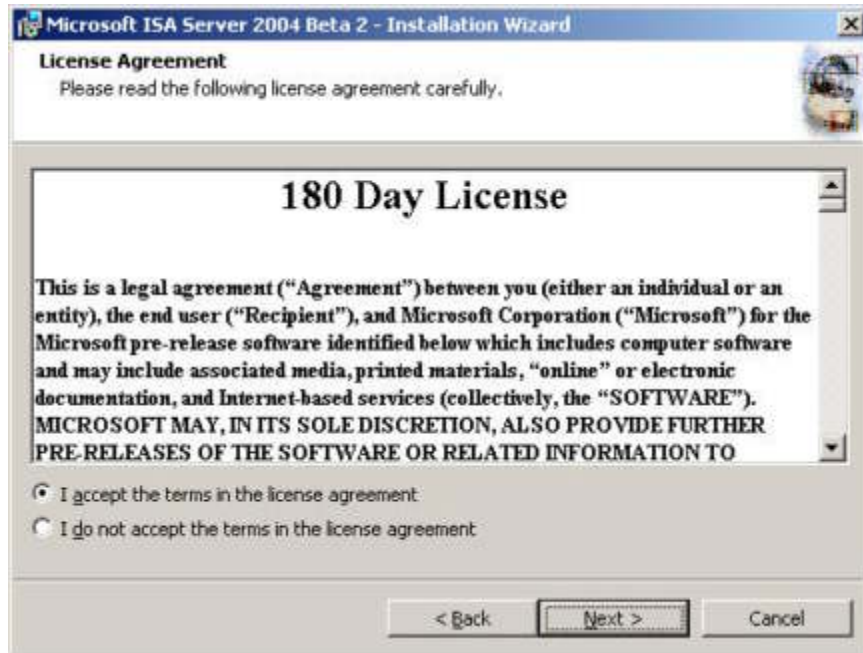 Microsoft ISA Server 2004 Beta 2 - Installation Wizard
License Agreement
Please read the following license agreement carefully.
180 Day License
This is a legal agreement (“Agreement”) between you (either an individual or an
entity), the end user (“Recipient”), and Microsoft Corporation (“Microsoft”) for the
Microsoft pre-release software identified below which includes computer software
and may include associated media, printed materials, “online” or electronic
documentation, and Internet-based services (collectively, the “SOFTWARE”).
MICROSOFT MAY, IN ITS SOLE DISCRETION, ALSO PROVIDE FURTHER
PRE-RELEASES OF THE SOFTWARE OR RELATED INFORMATION TO
I accept the terms in the license agreement
I do not accept the terms in the license agreement
< Back Next > Cancel